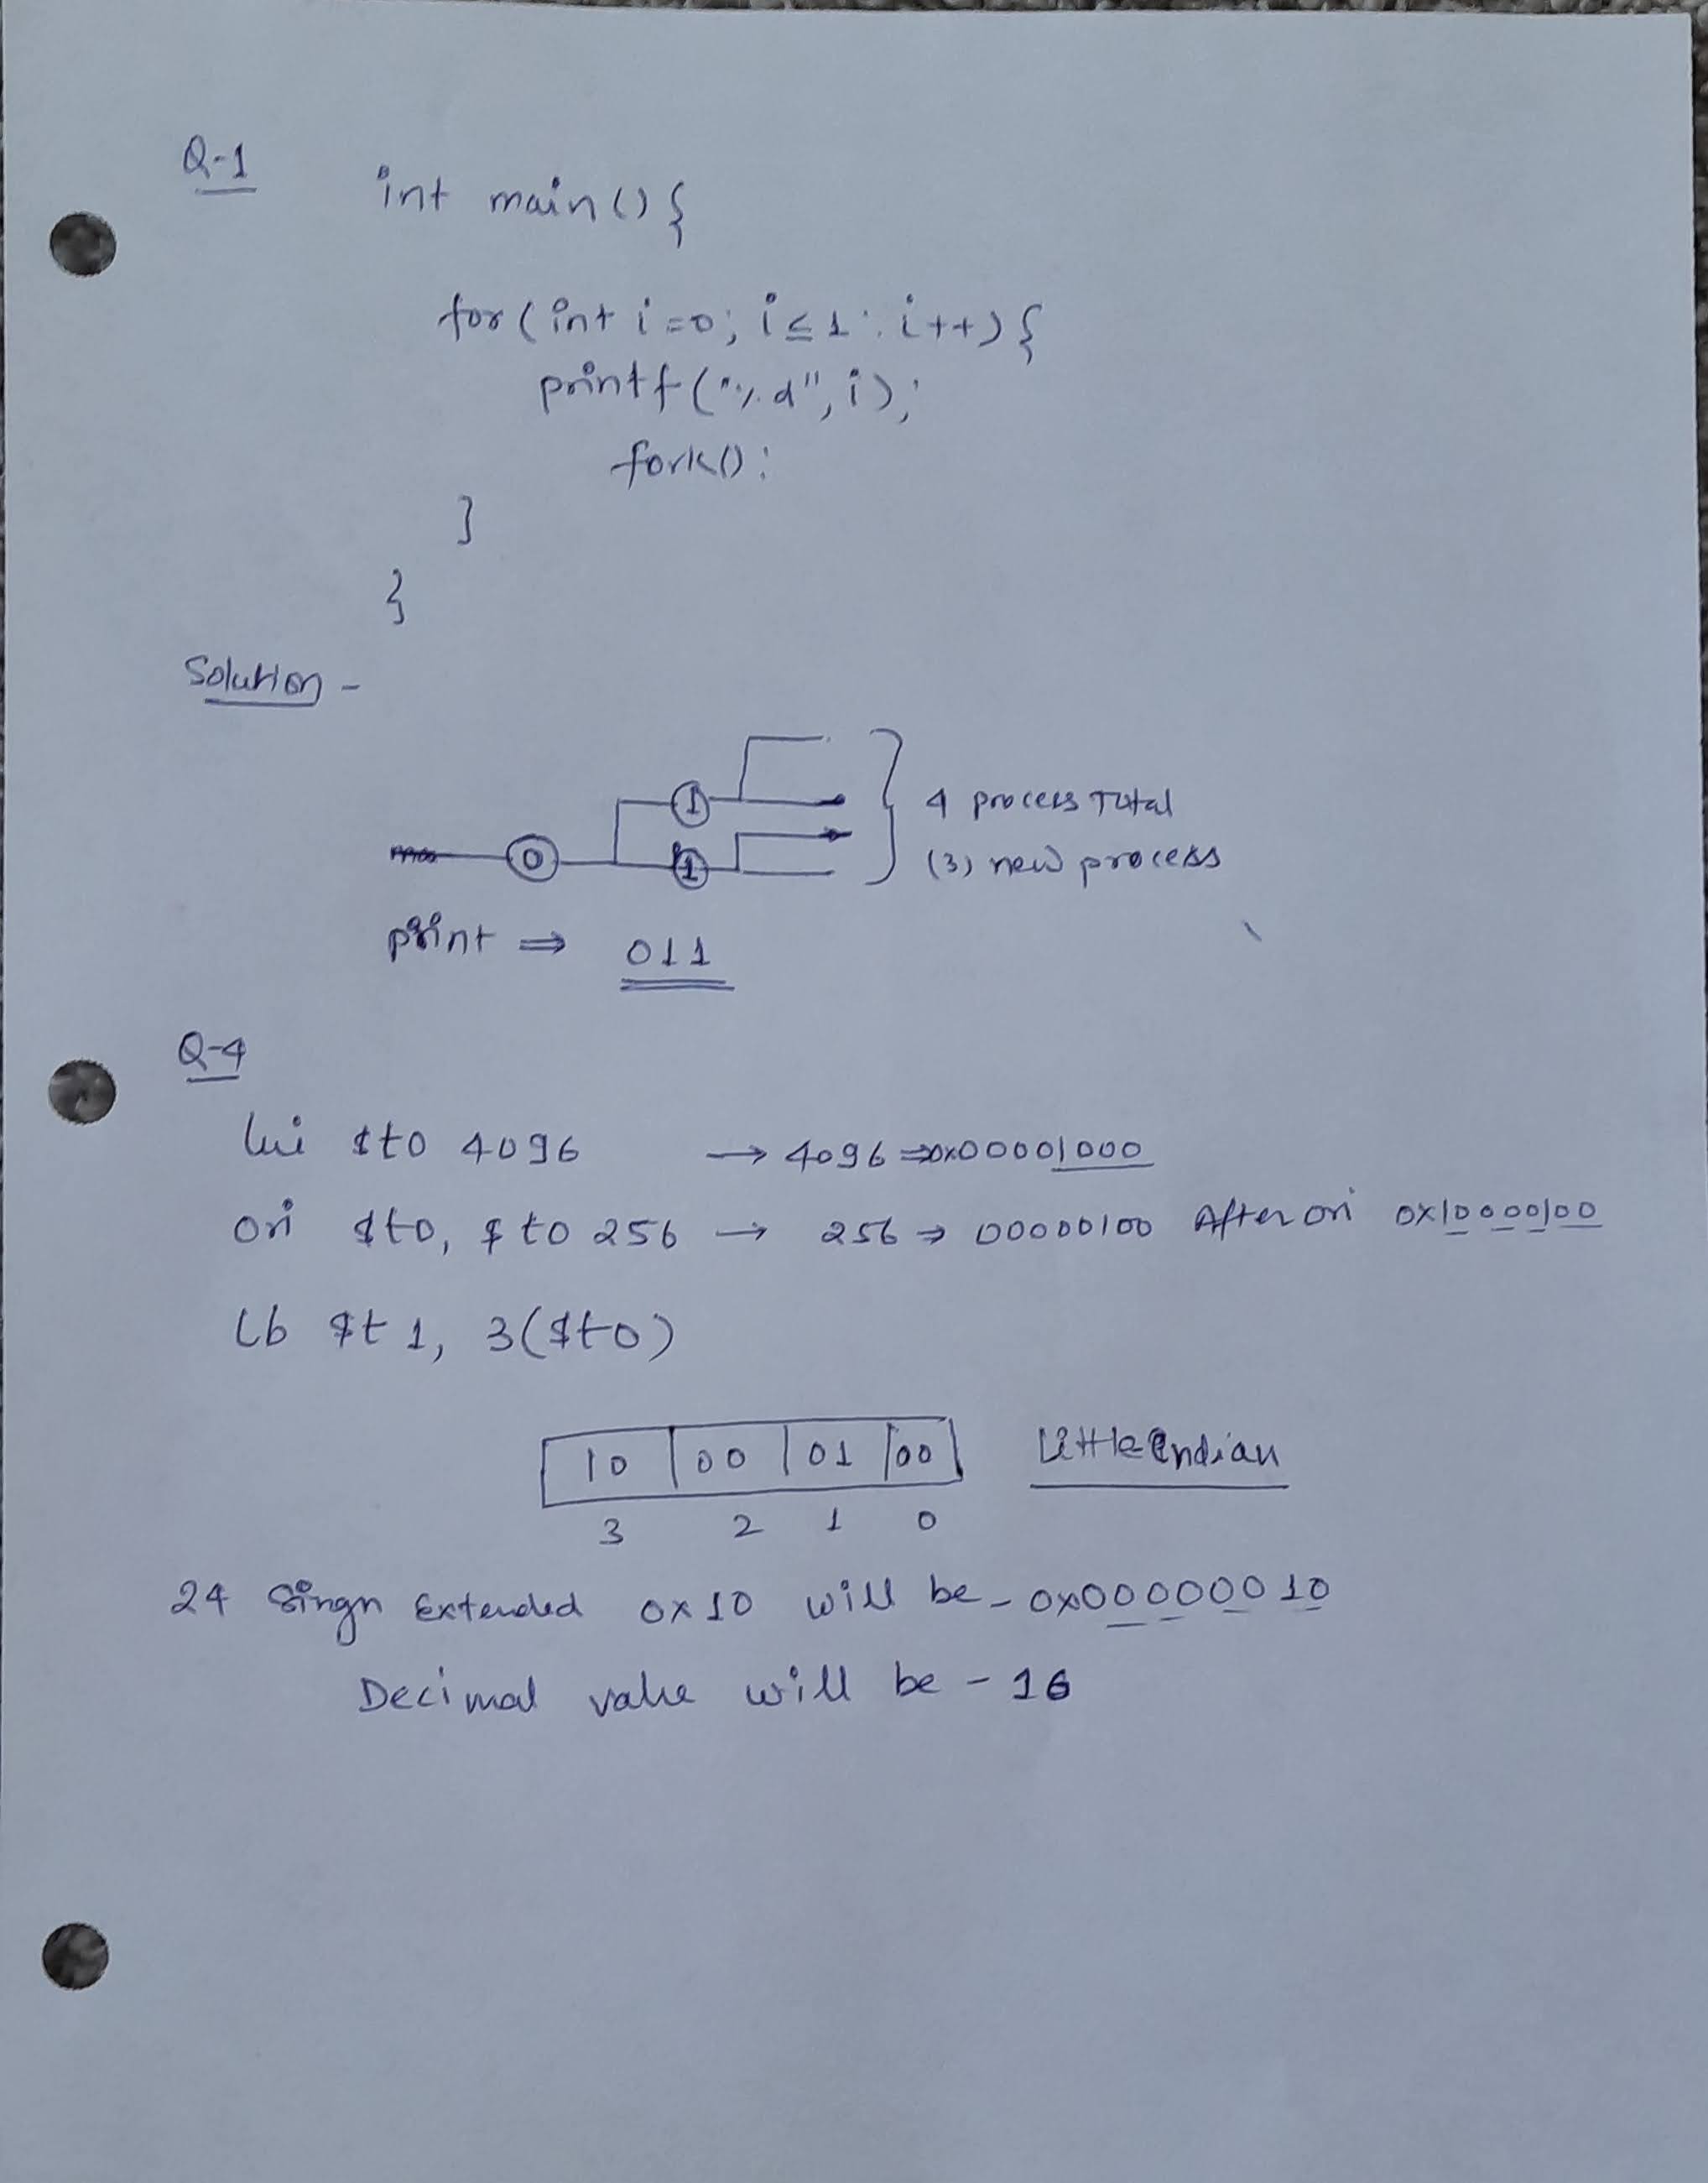 Q-1
int main() {
for (int i=0; i≤1; i++) {
printf("%d", i);
fork();
}
}
Solution -
1
0
1
4 process Total
(3) new process
print ⇒ 011
Q-4
lui $t0 4096 → 4096 ⇒ 0x00001000
ori $t0, $t0 256 → 256 → 00000100 After ori 0x10000100
lb $t1, 3($t0)
10 00 01 00 Little Endian
3 2 1 0
24 Singn Extended 0x10 will be - 0x00000010
Decimal value will be - 16